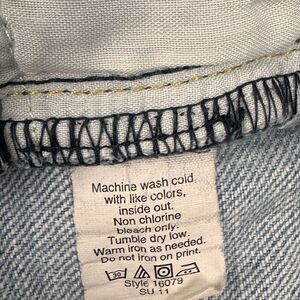 Machine wash cold
with like colors,
inside out.
Non chlorine
bleach only.
Tumble dry low.
Warm iron as needed.
Do not iron on print.
30
Style 16079
SU 11